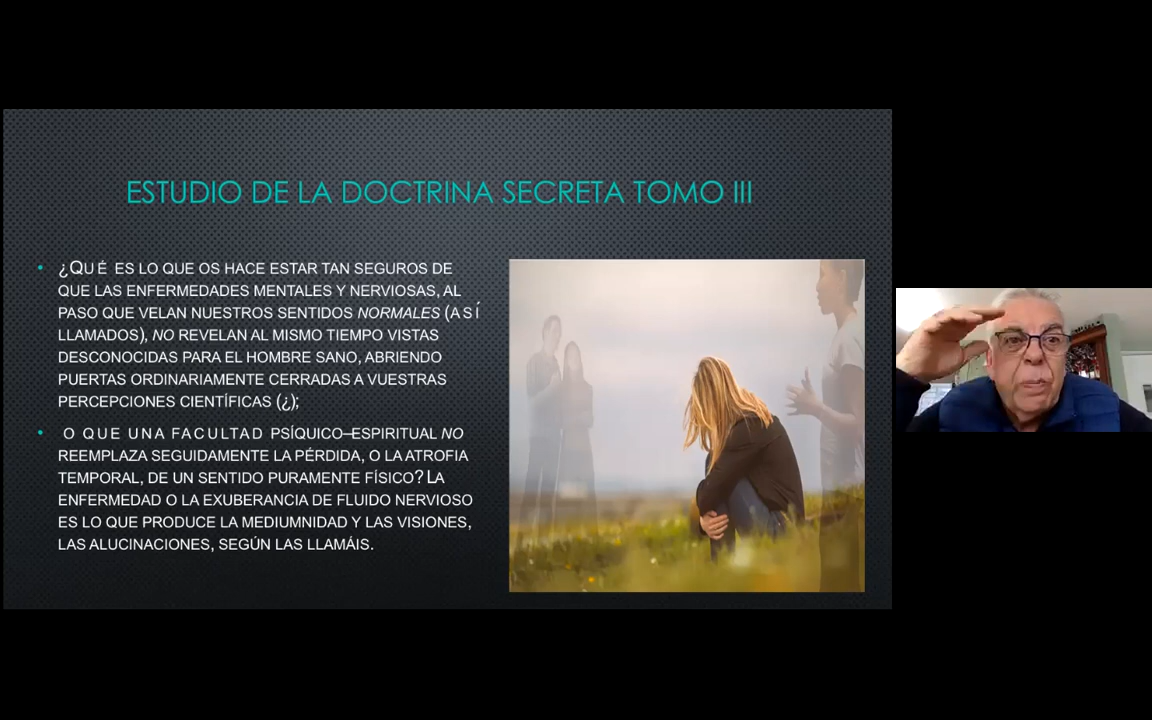 ESTUDIO DE LA DOCTRINA SECRETA TOMO III
• ¿QUÉ ES LO QUE OS HACE ESTAR TAN SEGUROS DE
QUE LAS ENFERMEDADES MENTALES Y NERVIOSAS, AL
PASO QUE VELAN NUESTROS SENTIDOS NORMALES (ASÍ
LLAMADOS), NO REVELAN AL MISMO TIEMPO VISTAS
DESCONOCIDAS PARA EL HOMBRE SANO, ABRIENDO
PUERTAS ORDINARIAMENTE CERRADAS A VUESTRAS
PERCEPCIONES CIENTÍFICAS (¿);
• O QUE UNA FACULTAD PSÍQUICO–ESPIRITUAL NO
REEMPLAZA SEGUIDAMENTE LA PÉRDIDA, O LA ATROFIA
TEMPORAL, DE UN SENTIDO PURAMENTE FÍSICO? LA
ENFERMEDAD O LA EXUBERANCIA DE FLUIDO NERVIOSO
ES LO QUE PRODUCE LA MEDIUMNIDAD Y LAS VISIONES,
LAS ALUCINACIONES, SEGÚN LAS LLAMÁIS.